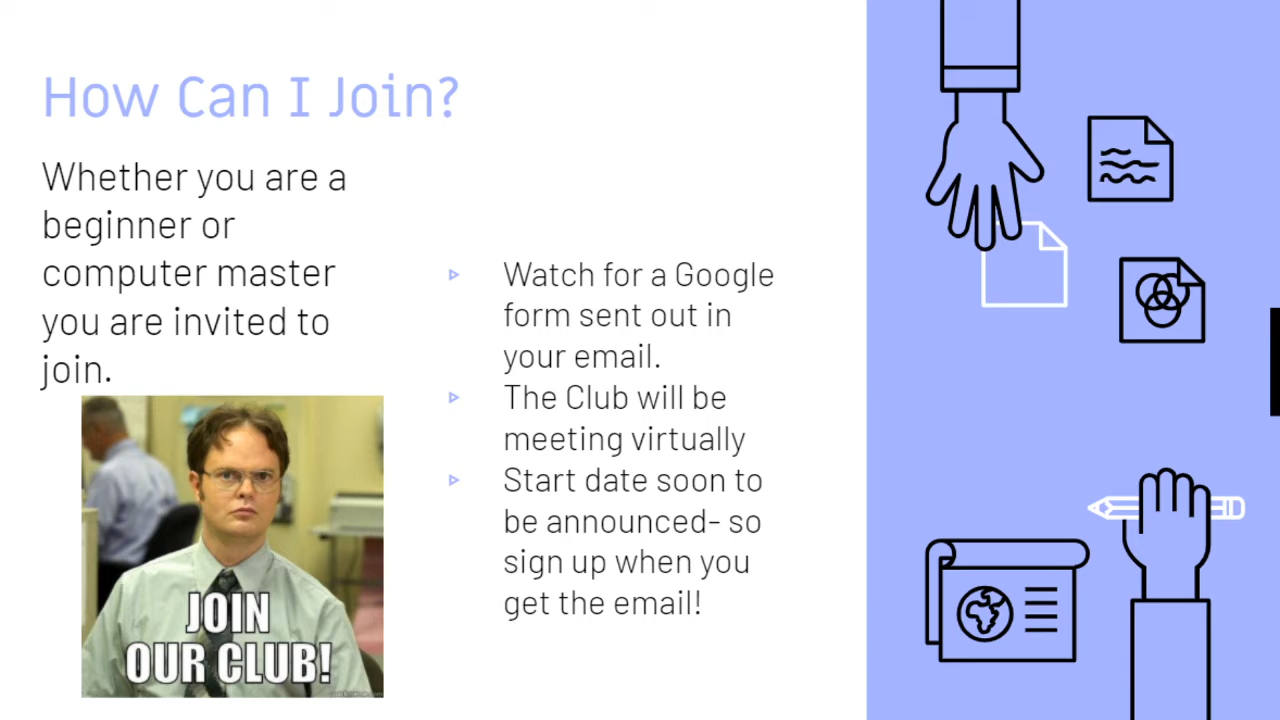 How Can I Join?
Whether you are a
beginner or
computer master
you are invited to
join.
Watch for a Google
form sent out in
your email.
The Club will be
meeting virtually
Start date soon to
be announced- so
sign up when you
get the email!
JOIN
OUR CLUB!